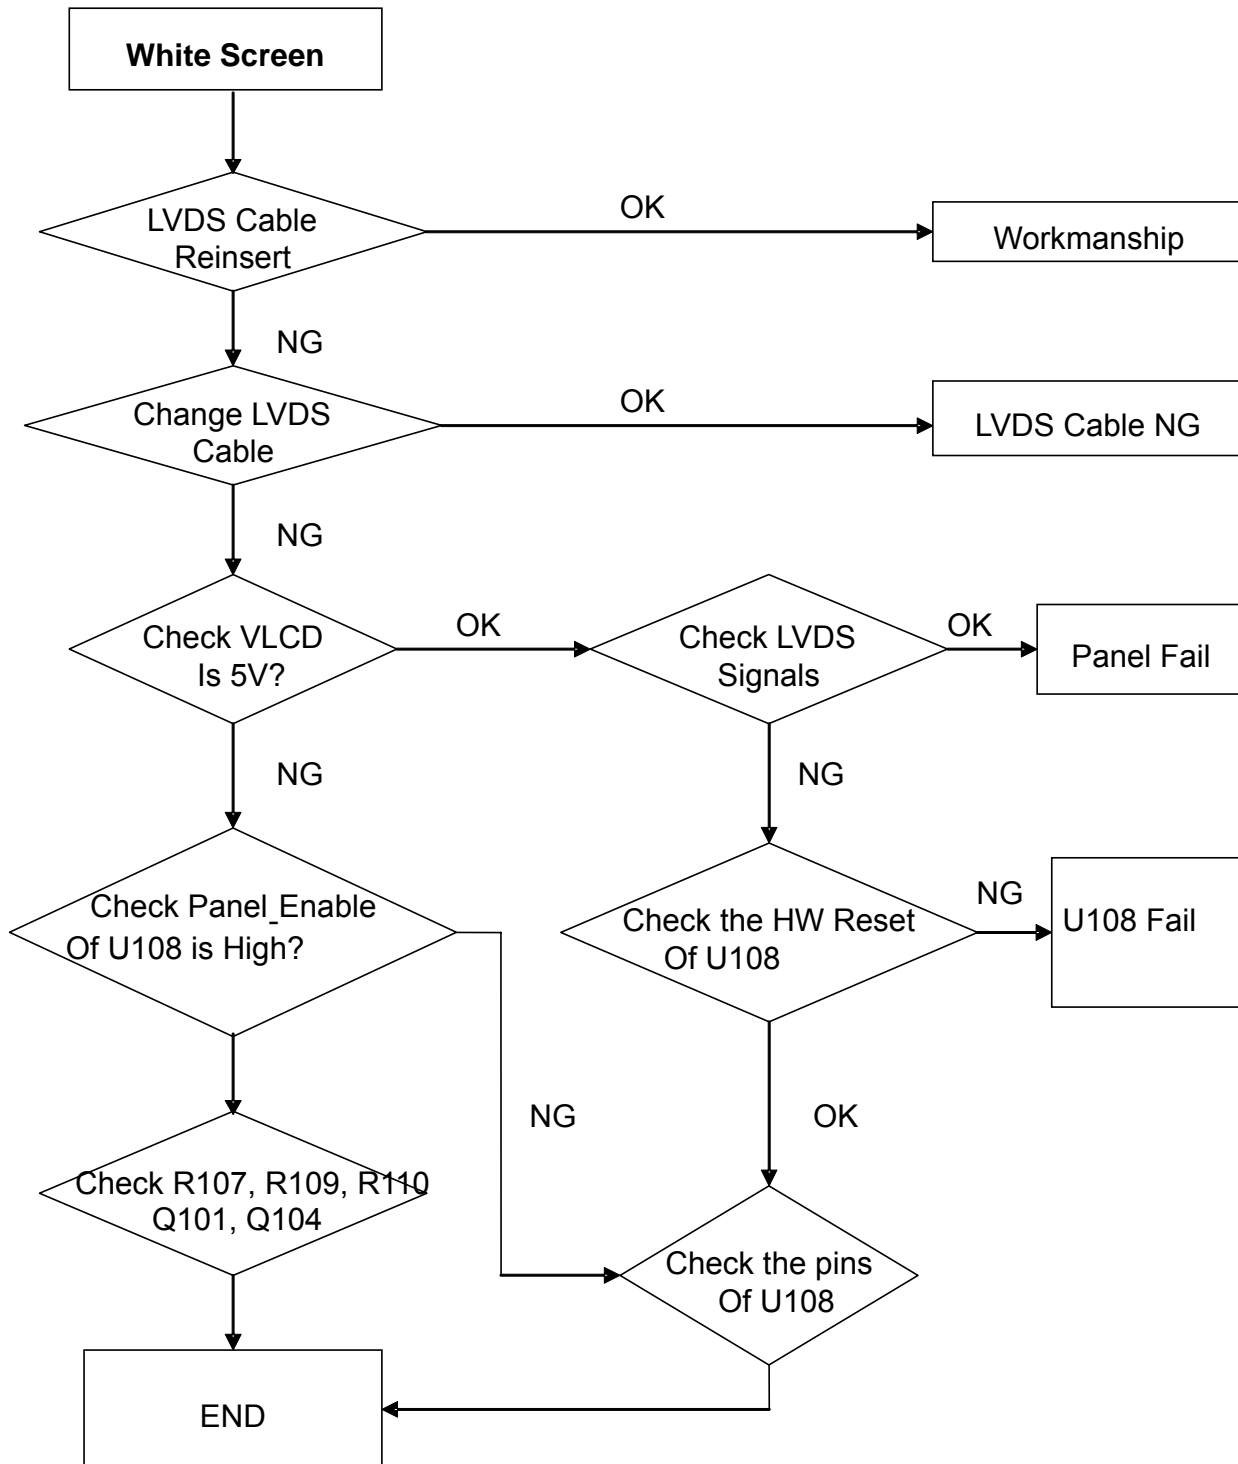 White Screen
LVDS Cable
Reinsert
OK
Workmanship
NG
Change LVDS
Cable
OK
LVDS Cable NG
NG
Check VLCD
Is 5V?
OK
Check LVDS
Signals
OK
Panel Fail
NG
NG
Check Panel_Enable
Of U108 is High?
Check the HW Reset
Of U108
NG
U108 Fail
NG
OK
Check R107, R109, R110
Q101, Q104
Check the pins
Of U108
END